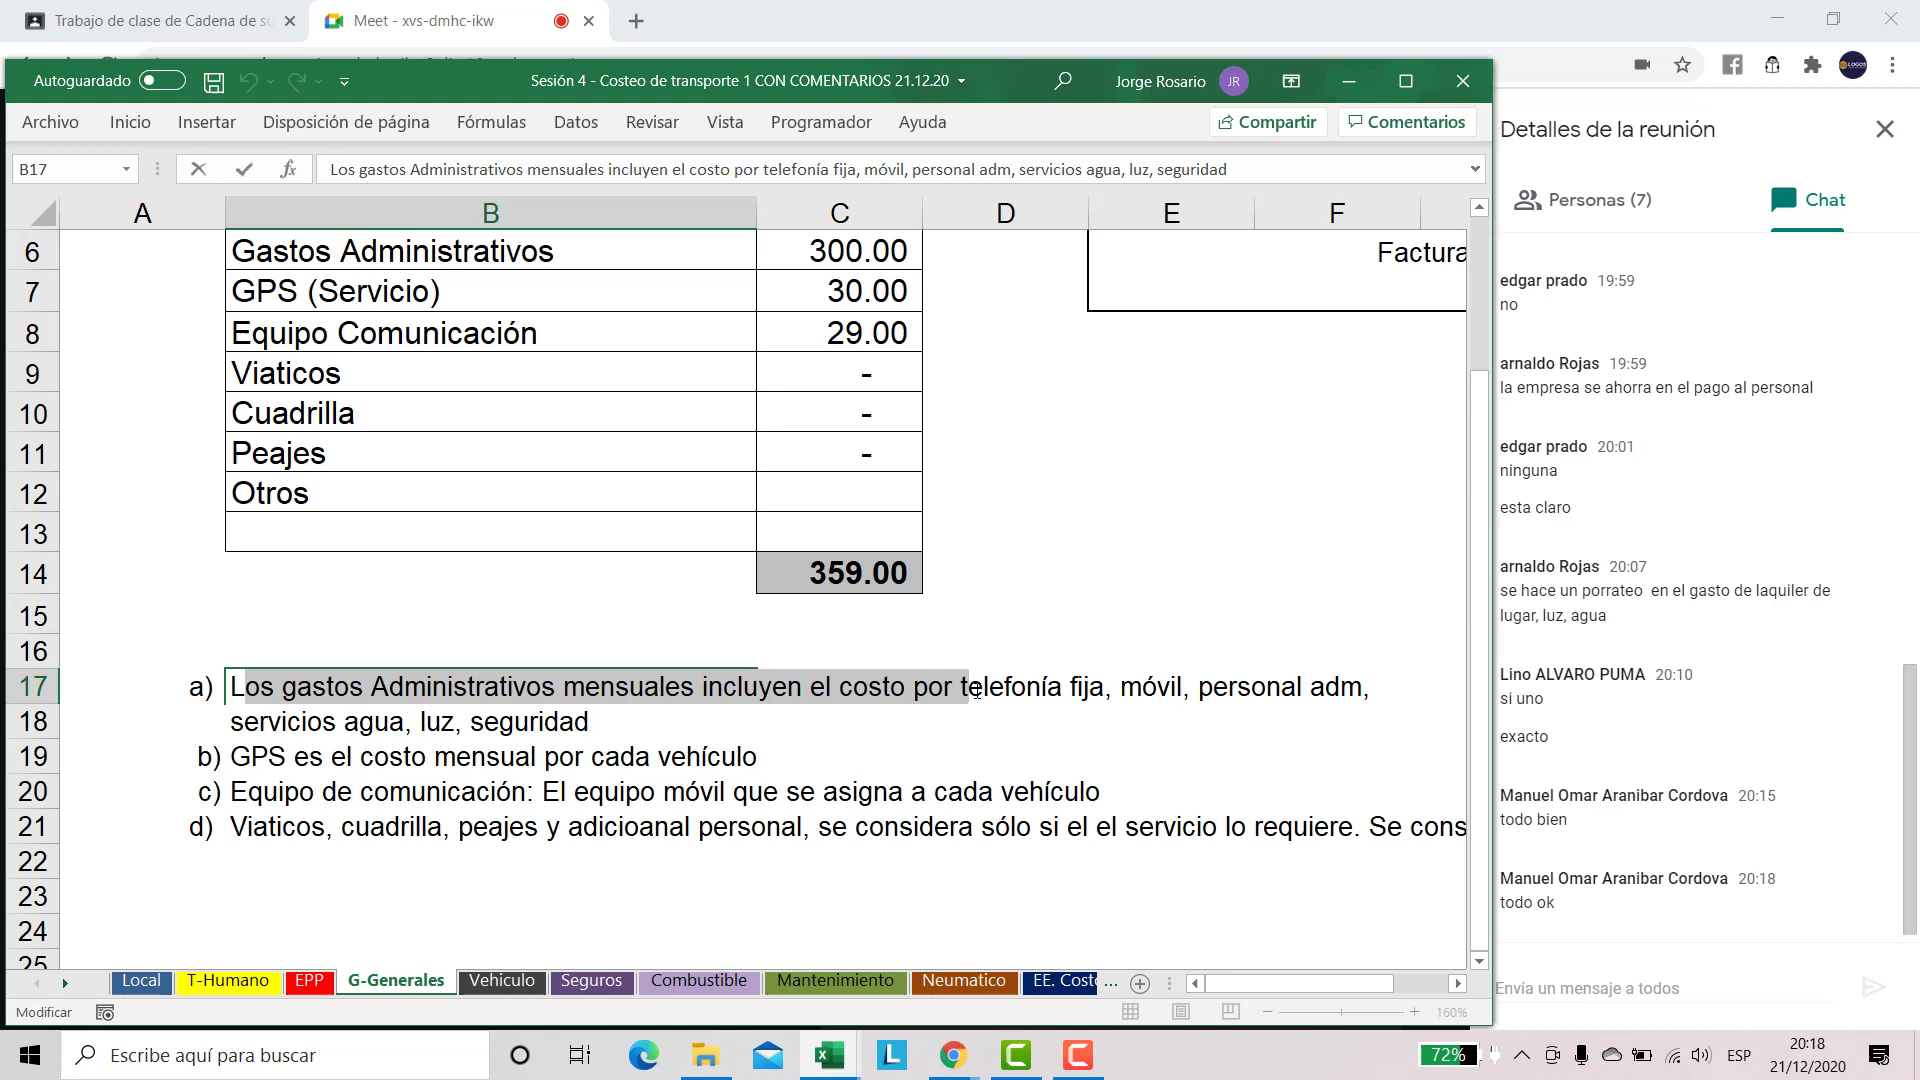 Trabajo de clase de Cadena de su
Meet - xvs-dmhc-ikw
Autoguardado
Sesión 4 - Costeo de transporte 1 CON COMENTARIOS 21.12.20
Jorge Rosario
JR
Archivo Inicio Insertar Disposición de página Fórmulas Datos Revisar Vista Programador Ayuda
Compartir
Comentarios
B17
fx
Los gastos Administrativos mensuales incluyen el costo por telefonía fija, móvil, personal adm, servicios agua, luz, seguridad
A B C D E F
6 Gastos Administrativos 300.00 Factura
7 GPS (Servicio) 30.00
8 Equipo Comunicación 29.00
9 Viaticos -
10 Cuadrilla -
11 Peajes -
12 Otros
13
14 359.00
15
16
17 a) Los gastos Administrativos mensuales incluyen el costo por telefonía fija, móvil, personal adm,
18 servicios agua, luz, seguridad
19 b) GPS es el costo mensual por cada vehículo
20 c) Equipo de comunicación: El equipo móvil que se asigna a cada vehículo
21 d) Viaticos, cuadrilla, peajes y adicioanal personal, se considera sólo si el el servicio lo requiere. Se cons
22
23
24
25
Local T-Humano EPP G-Generales Vehiculo Seguros Combustible Mantenimiento Neumatico EE. Costo ...
Modificar
160%
Detalles de la reunión
Personas (7)
Chat
edgar prado 19:59
no
arnaldo Rojas 19:59
la empresa se ahorra en el pago al personal
edgar prado 20:01
ninguna
esta claro
arnaldo Rojas 20:07
se hace un porrateo en el gasto de laquiler de
lugar, luz, agua
Lino ALVARO PUMA 20:10
si uno
exacto
Manuel Omar Aranibar Cordova 20:15
todo bien
Manuel Omar Aranibar Cordova 20:18
todo ok
Envía un mensaje a todos
Escribe aquí para buscar
72%
ESP
20:18
21/12/2020